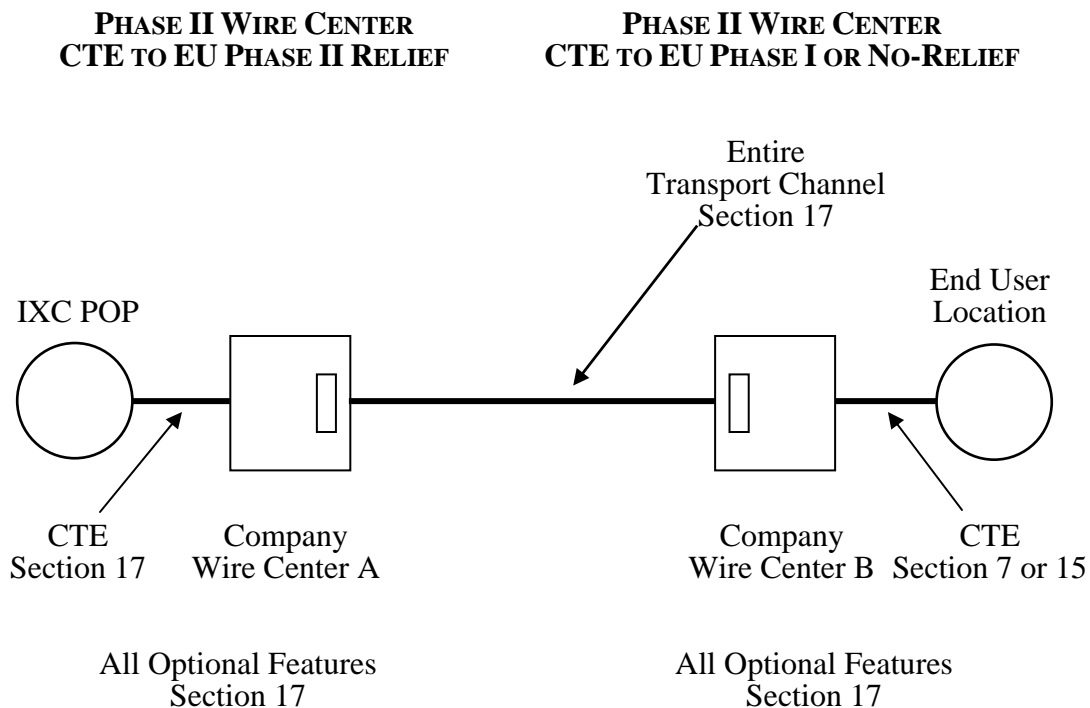 PHASE II WIRE CENTER
CTE TO EU PHASE II RELIEF
PHASE II WIRE CENTER
CTE TO EU PHASE I OR NO-RELIEF
Entire
Transport Channel
Section 17
IXC POP
End User
Location
CTE
Section 17
Company
Wire Center A
Company
Wire Center B
CTE
Section 7 or 15
All Optional Features
Section 17
All Optional Features
Section 17